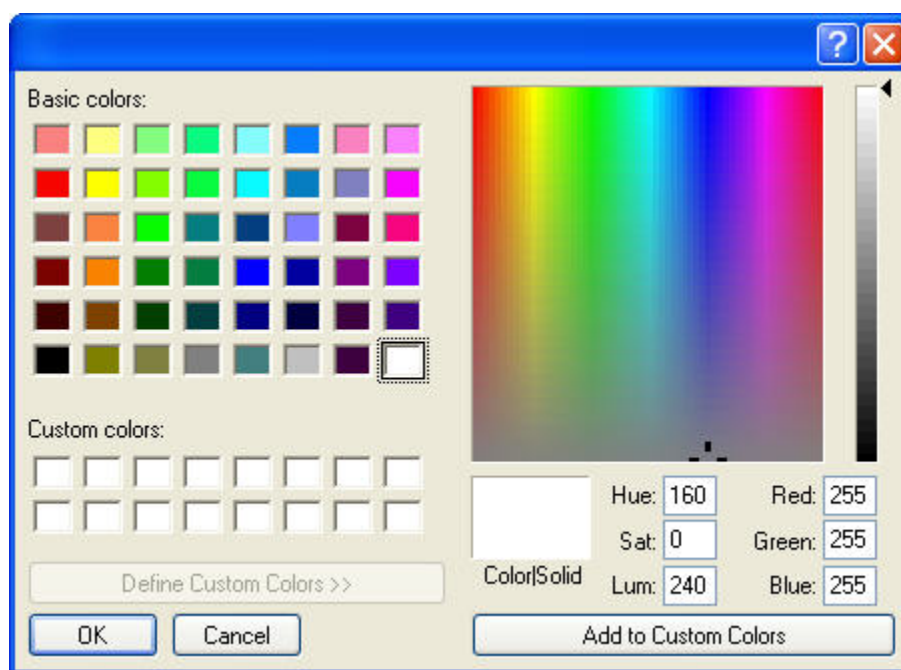 ?
Basic colors:
Custom colors:
Define Custom Colors >>
OK
Cancel
Color|Solid
Hue: 160
Sat: 0
Lum: 240
Red: 255
Green: 255
Blue: 255
Add to Custom Colors